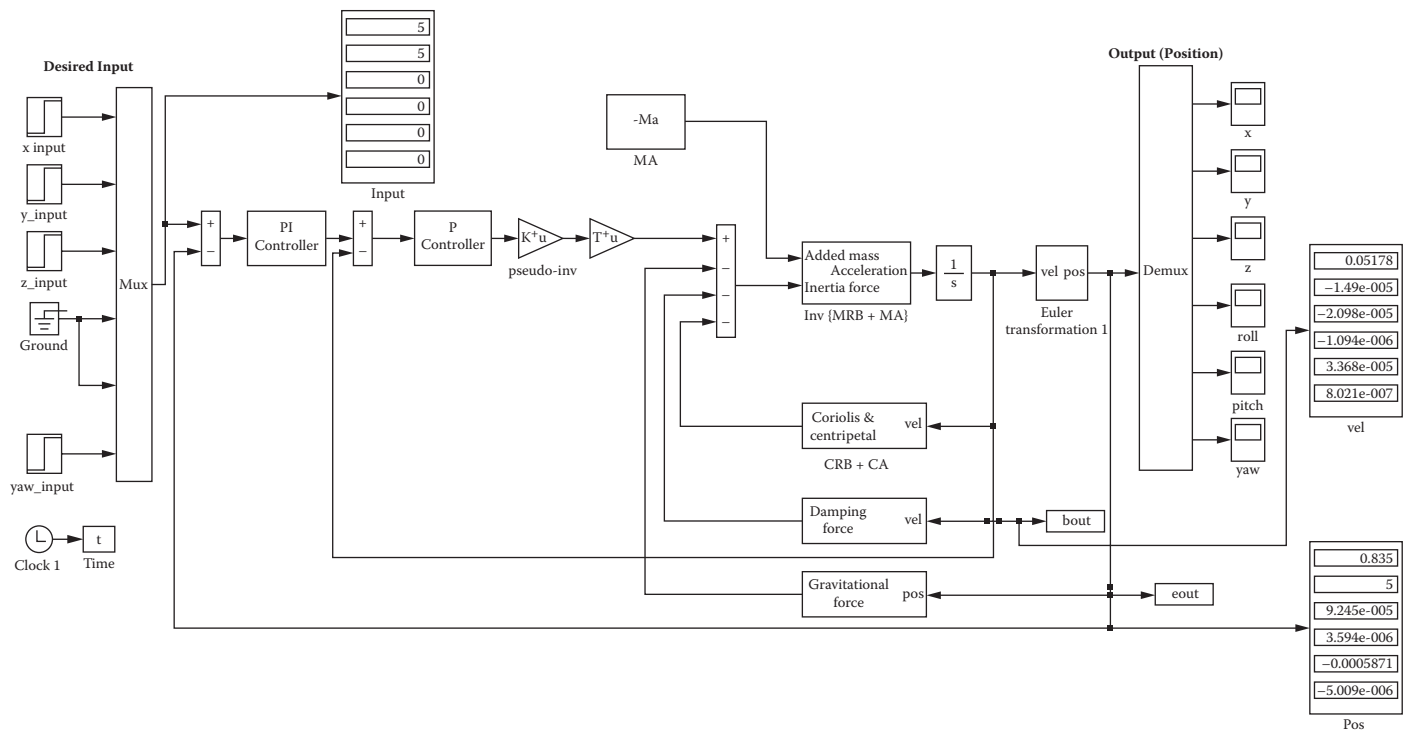 Desired Input
x input
y_input
z_input
Ground
yaw_input
Clock 1
t
Time
Mux
5
5
0
0
0
0
Input
+
−
PI
Controller
+
−
P
Controller
K+u
pseudo-inv
T+u
+
−
−
−
-Ma
MA
Added mass
Acceleration
Inertia force
Inv {MRB + MA}
1
s
vel pos
Euler
transformation 1
Coriolis &
centripetal
vel
CRB + CA
Damping
force
vel
bout
Gravitational
force
pos
eout
Output (Position)
Demux
x
y
z
roll
pitch
yaw
0.05178
−1.49e-005
−2.098e-005
−1.094e-006
3.368e-005
8.021e-007
vel
0.835
5
9.245e-005
3.594e-006
−0.0005871
−5.009e-006
Pos